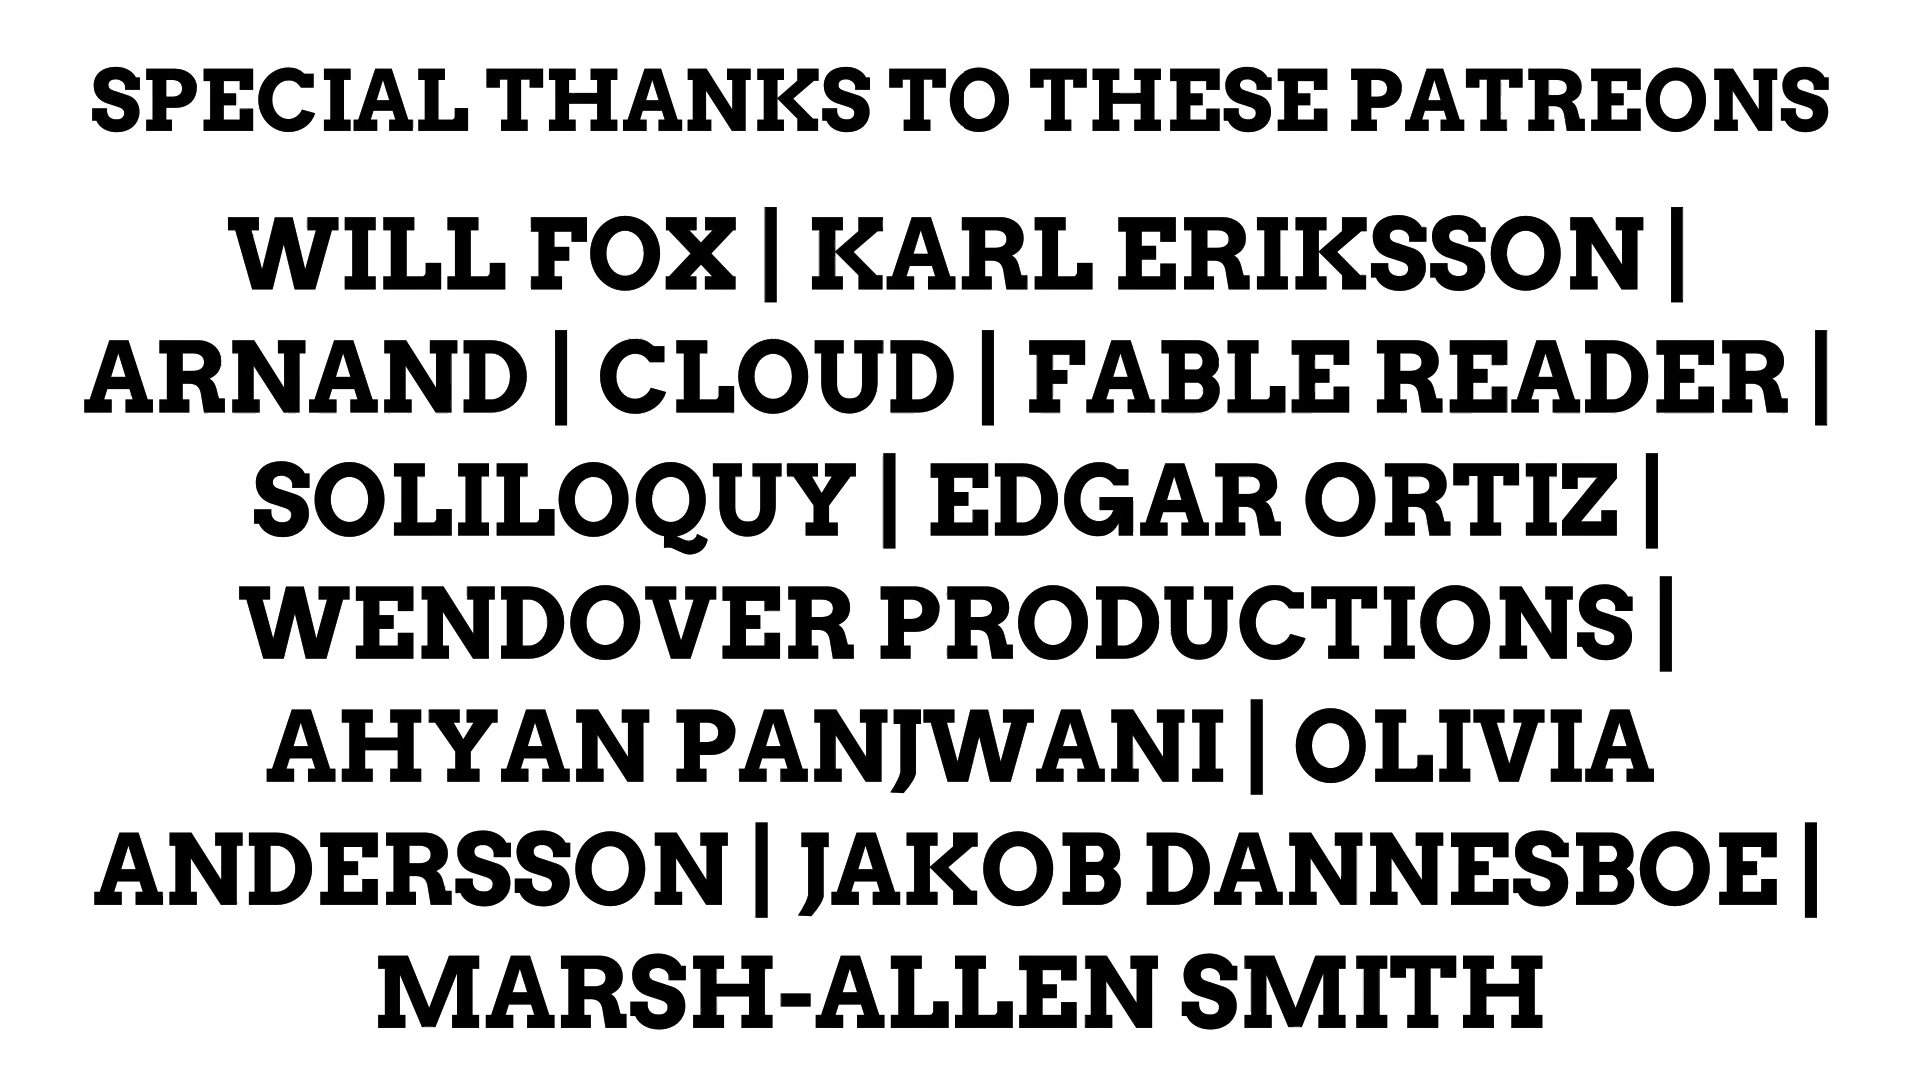 SPECIAL THANKS TO THESE PATREONS
WILL FOX | KARL ERIKSSON |
ARNAND | CLOUD | FABLE READER |
SOLILOQUY | EDGAR ORTIZ |
WENDOVER PRODUCTIONS |
AHYAN PANJWANI | OLIVIA
ANDERSSON | JAKOB DANNESBOE |
MARSH-ALLEN SMITH